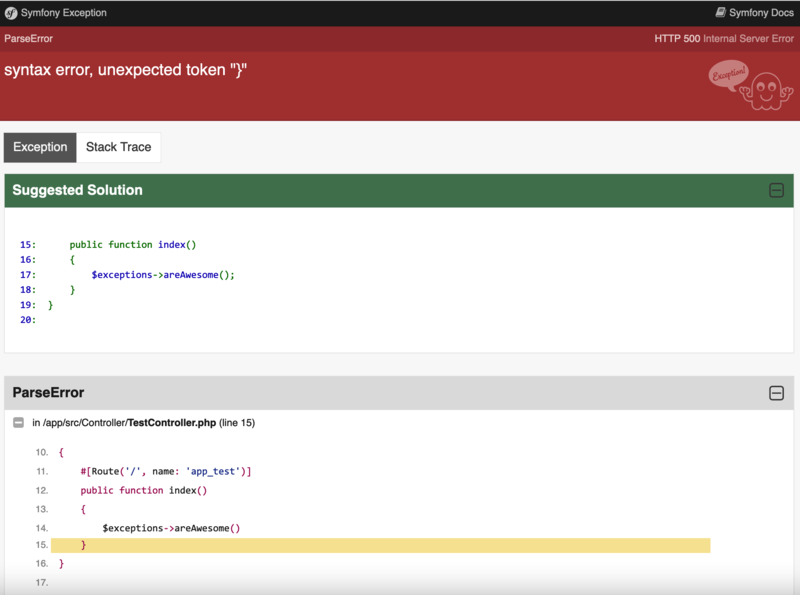 Symfony Exception
Symfony Docs
ParseError
HTTP 500 Internal Server Error
syntax error, unexpected token "}"
Exception!
Exception
Stack Trace
Suggested Solution
15:     public function index()
16:     {
17:         $exceptions->areAwesome();
18:     }
19: }
20:
ParseError
in /app/src/Controller/TestController.php (line 15)
10. {
11.     #[Route('/', name: 'app_test')]
12.     public function index()
13.     {
14.         $exceptions->areAwesome()
15.     }
16. }
17.